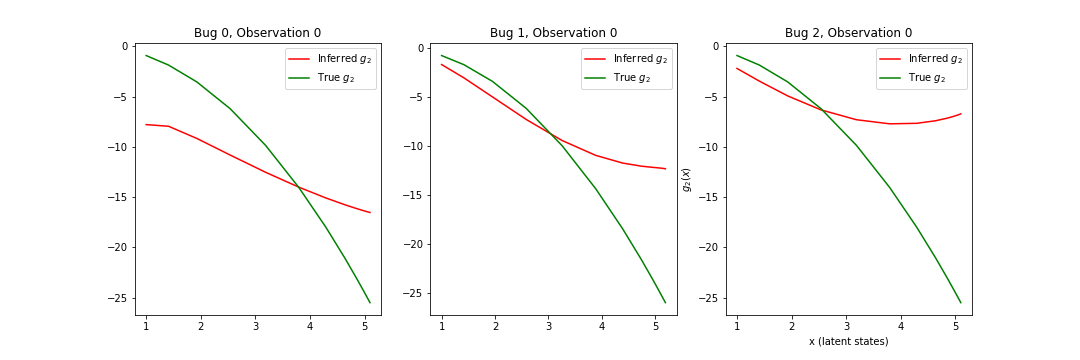 Bug 0, Observation 0
Inferred g₂
True g₂
0
−5
−10
−15
−20
−25
1 2 3 4 5
Bug 1, Observation 0
Inferred g₂
True g₂
0
−5
−10
−15
−20
−25
1 2 3 4 5
Bug 2, Observation 0
Inferred g₂
True g₂
g₂(x)
0
−5
−10
−15
−20
−25
1 2 3 4 5
x (latent states)